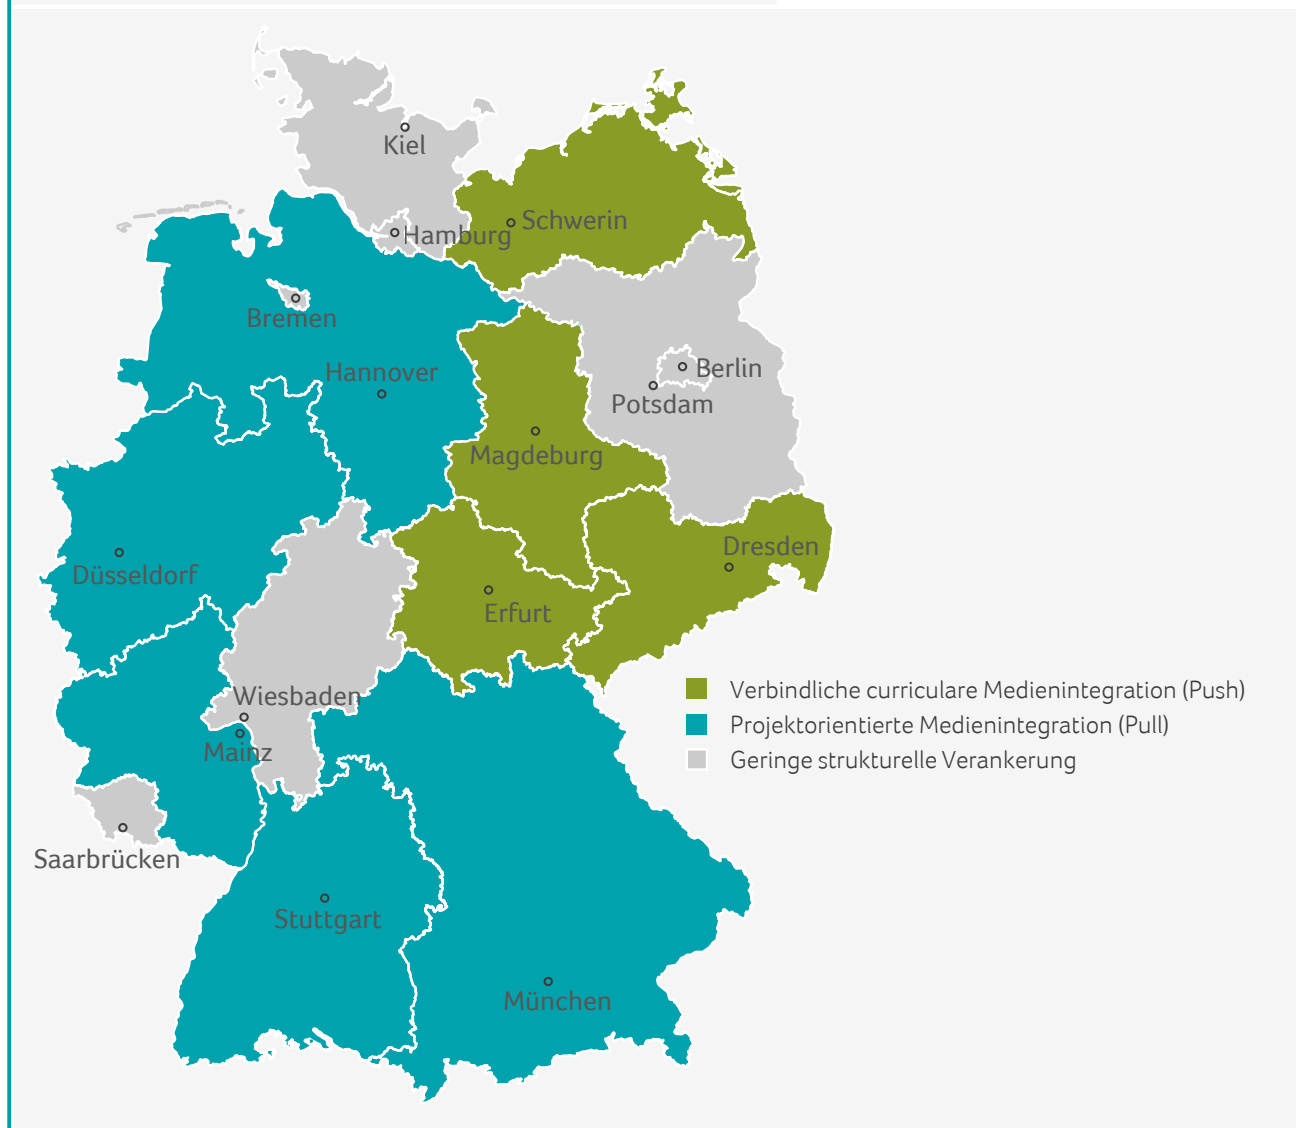 Kiel
Schwerin
Hamburg
Bremen
Hannover
Berlin
Potsdam
Magdeburg
Dresden
Düsseldorf
Erfurt
Wiesbaden
Mainz
Saarbrücken
Stuttgart
München
Verbindliche curriculare Medienintegration (Push)
Projektorientierte Medienintegration (Pull)
Geringe strukturelle Verankerung